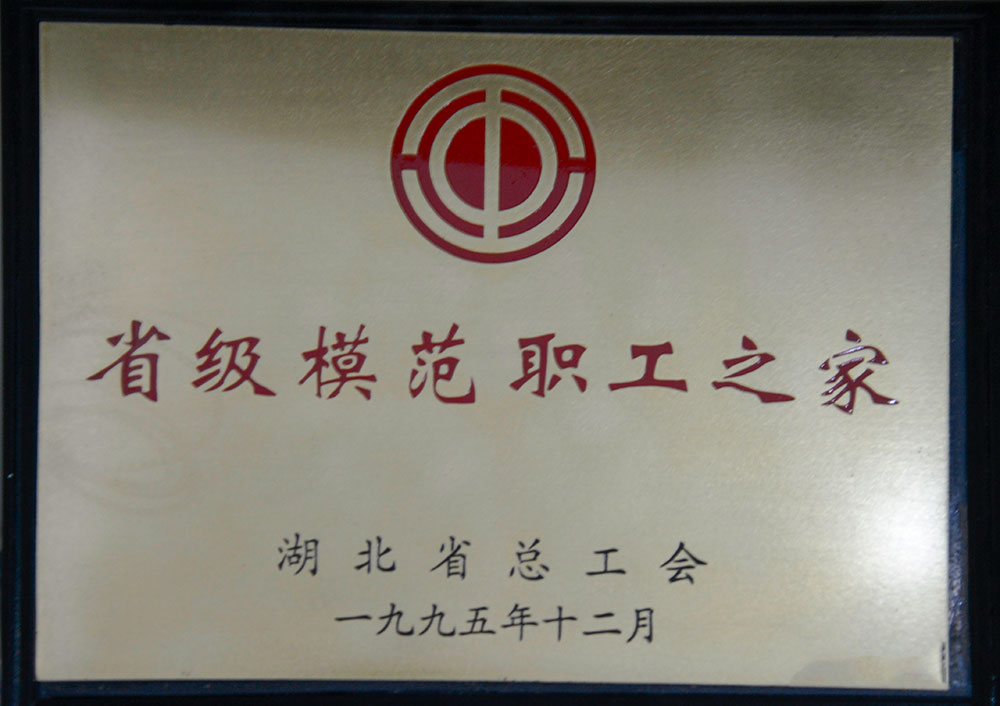 省级模范职工之家
湖北省总工会
一九九五年十二月